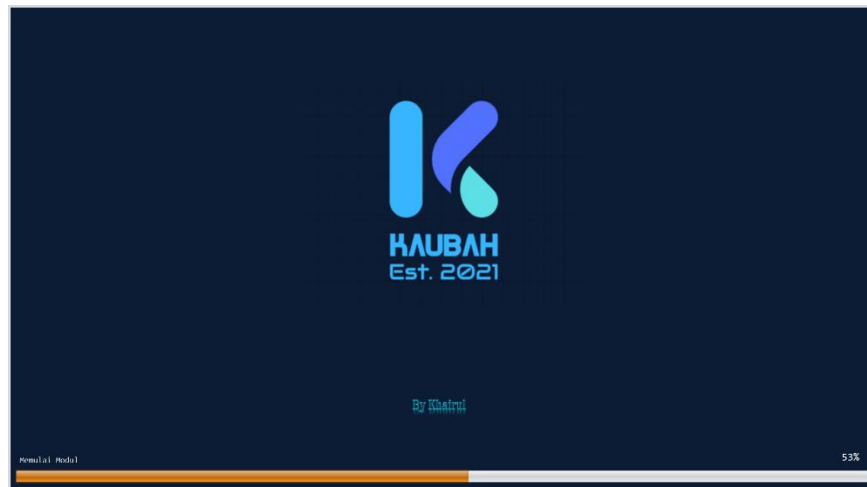 KAUBAH
Est. 2021
By Khairul
Memulai Modul
53%